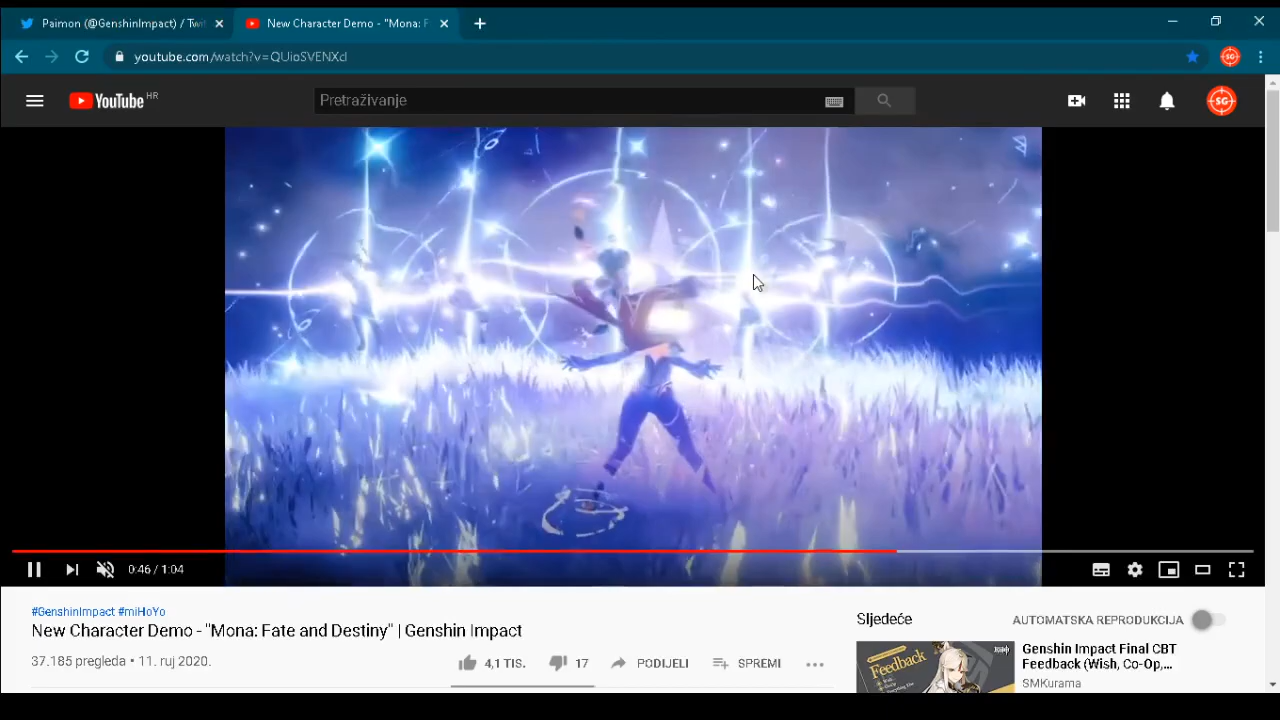 Paimon (@GenshinImpact) / Twi
New Character Demo - "Mona: F
youtube.com/watch?v=QUioSVENXcI
YouTube HR
Pretraživanje
SG
0:46 / 1:04
#GenshinImpact #miHoYo
New Character Demo - "Mona: Fate and Destiny" | Genshin Impact
37.185 pregleda • 11. ruj 2020.
4,1 TIS.
17
PODIJELI
SPREMI
Sljedeće
AUTOMATSKA REPRODUKCIJA
Feedback
Genshin Impact Final CBT
Feedback (Wish, Co-Op,...
SMKurama